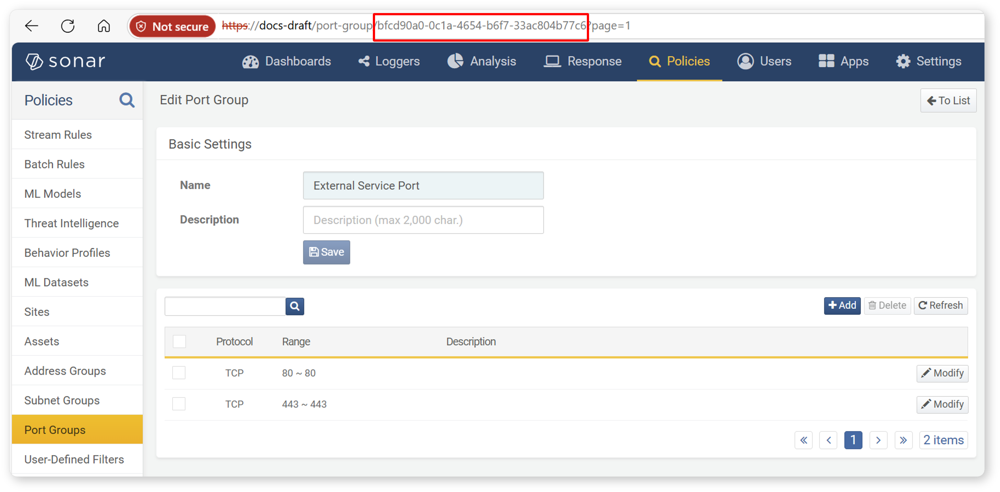 Not secure https://docs-draft/port-group/bfcd90a0-0c1a-4654-b6f7-33ac804b77c6?page=1
sonar Dashboards Loggers Analysis Response Policies Users Apps Settings
Policies
Edit Port Group
To List
Stream Rules
Batch Rules
ML Models
Threat Intelligence
Behavior Profiles
ML Datasets
Sites
Assets
Address Groups
Subnet Groups
Port Groups
User-Defined Filters
Basic Settings
Name External Service Port
Description Description (max 2,000 char.)
Save
Add Delete Refresh
Protocol Range Description
TCP 80 ~ 80 Modify
TCP 443 ~ 443 Modify
« ‹ 1 › » 2 items